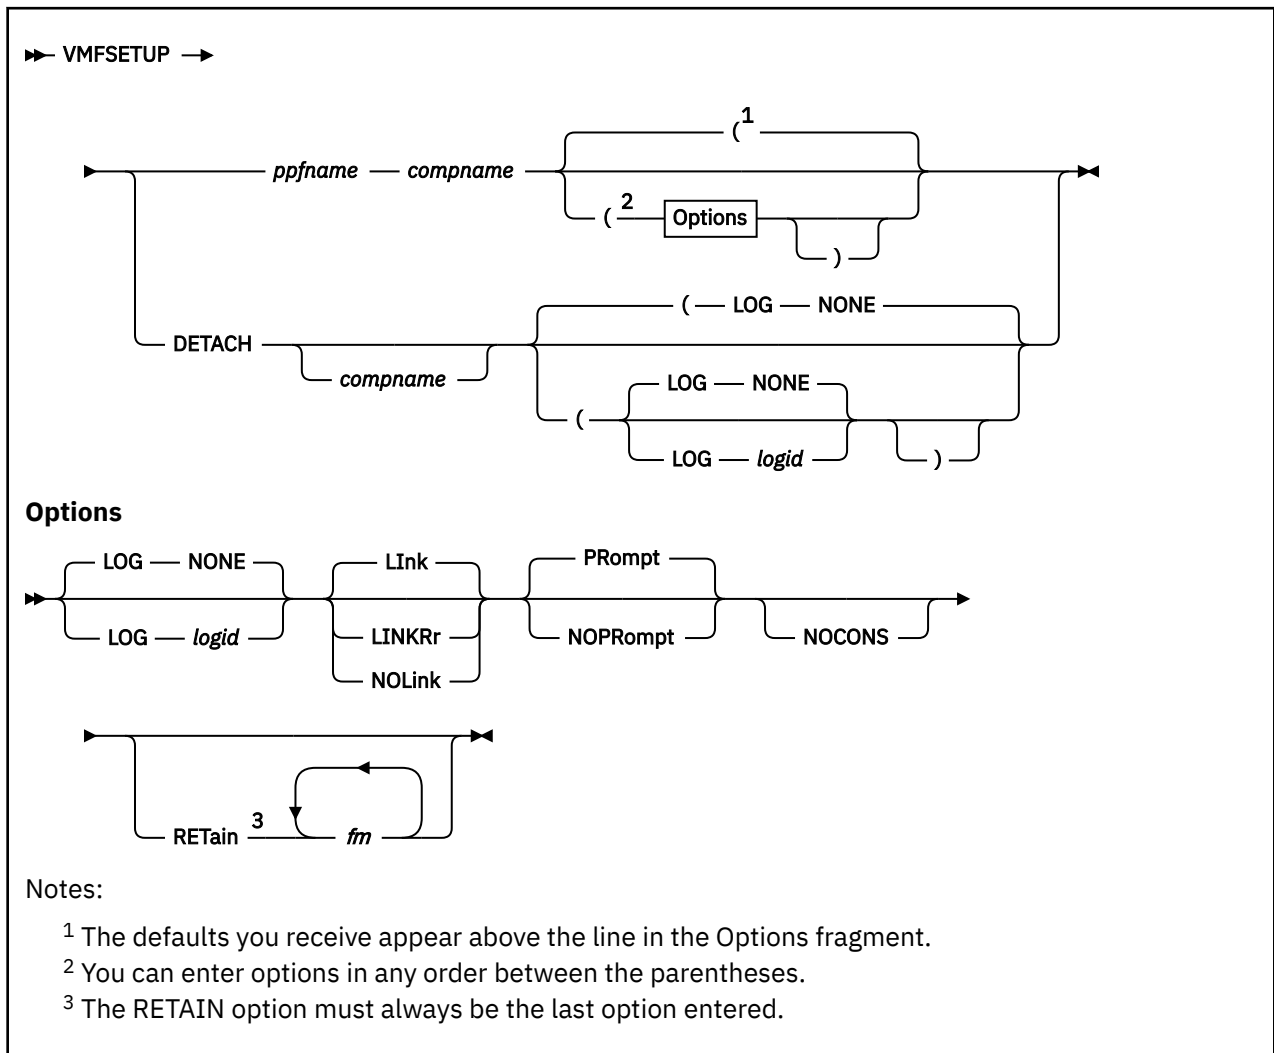 VMFSETUP
( 1
ppfname compname
( 2 Options
)
( LOG NONE
DETACH
compname
LOG NONE
(
LOG logid )
Options
LOG NONE LInk PRompt
LOG logid LINKRr NOPRompt NOCONS
NOLink
RETain 3 fm
Notes:
1 The defaults you receive appear above the line in the Options fragment.
2 You can enter options in any order between the parentheses.
3 The RETAIN option must always be the last option entered.